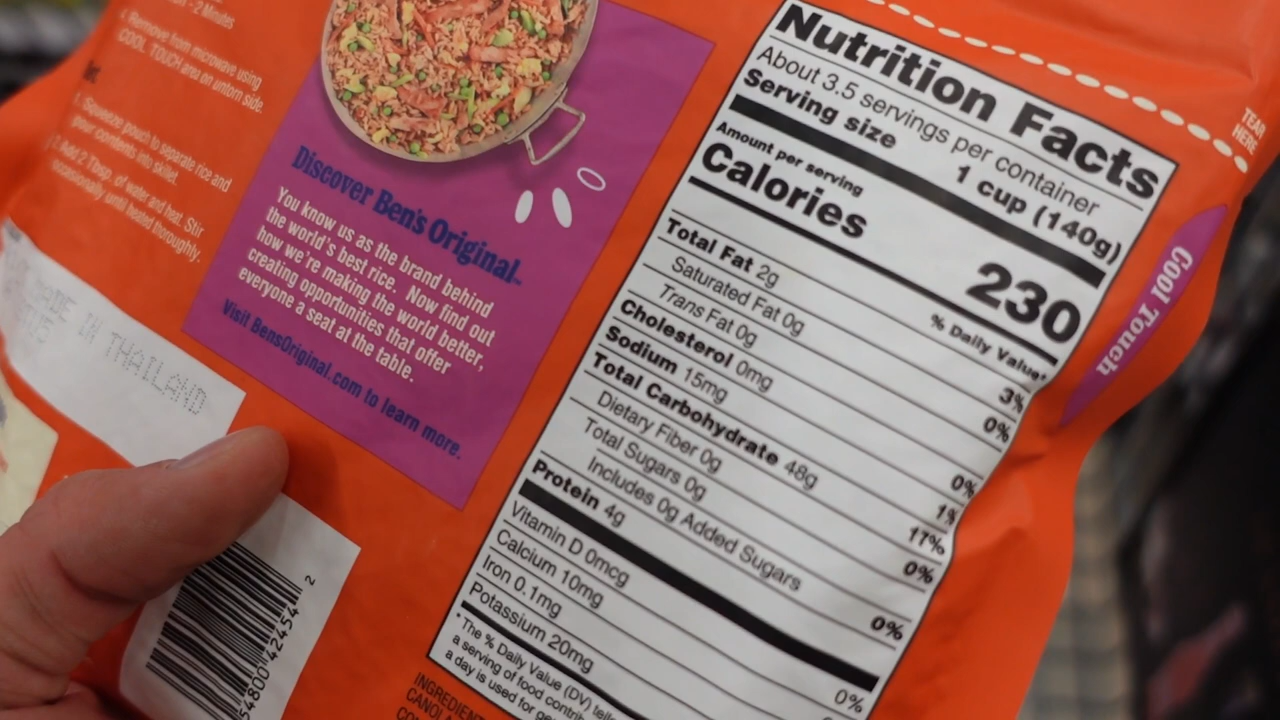 - 2 Minutes
4. Remove from microwave using
COOL TOUCH area on untorn side.
1. Squeeze pouch to separate rice and
pour contents into skillet.
2. Add 2 Tbsp. of water and heat. Stir
occasionally until heated thoroughly.
MADE IN THAILAND
54800 42454 2
Discover Ben's Original.™
You know us as the brand behind
the world's best rice. Now find out
how we're making the world better,
creating opportunities that offer
everyone a seat at the table.
Visit BensOriginal.com to learn more.
Nutrition Facts
About 3.5 servings per container
Serving size 1 cup (140g)
Amount per serving
Calories 230
% Daily Value*
Total Fat 2g 3%
Saturated Fat 0g 0%
Trans Fat 0g
Cholesterol 0mg 0%
Sodium 15mg 1%
Total Carbohydrate 48g 17%
Dietary Fiber 0g 0%
Total Sugars 0g
Includes 0g Added Sugars 0%
Protein 4g
Vitamin D 0mcg 0%
Calcium 10mg
Iron 0.1mg
Potassium 20mg
* The % Daily Value (DV)
a serving of food
a day is used for
TEAR
HERE
Cool Touch